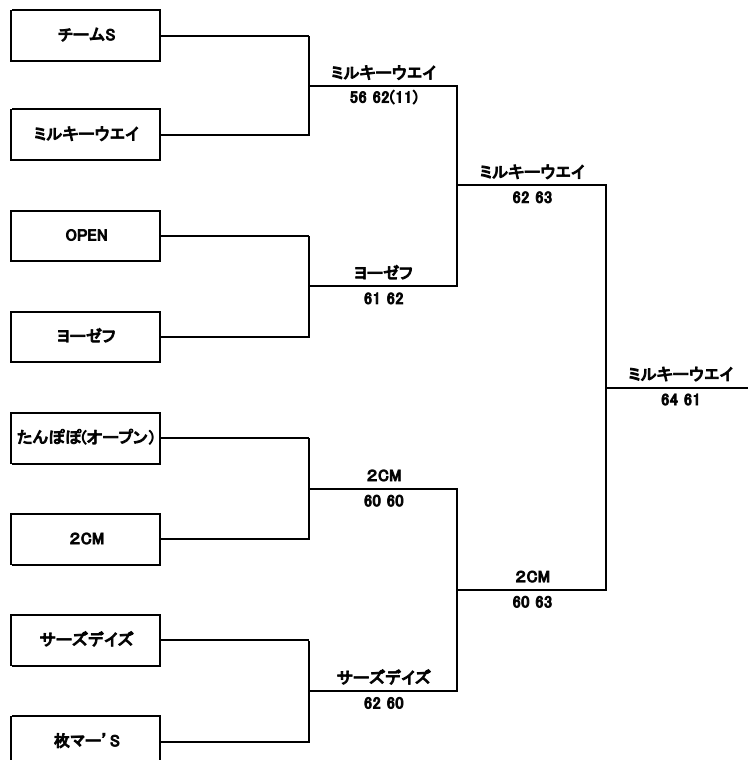 チームS
ミルキーウエイ
56 62(11)
ミルキーウエイ
ミルキーウエイ
62 63
OPEN
ヨーゼフ
61 62
ヨーゼフ
ミルキーウエイ
64 61
たんぽぽ(オープン)
2CM
60 60
2CM
2CM
60 63
サーズデイズ
サーズデイズ
62 60
枚マー'S